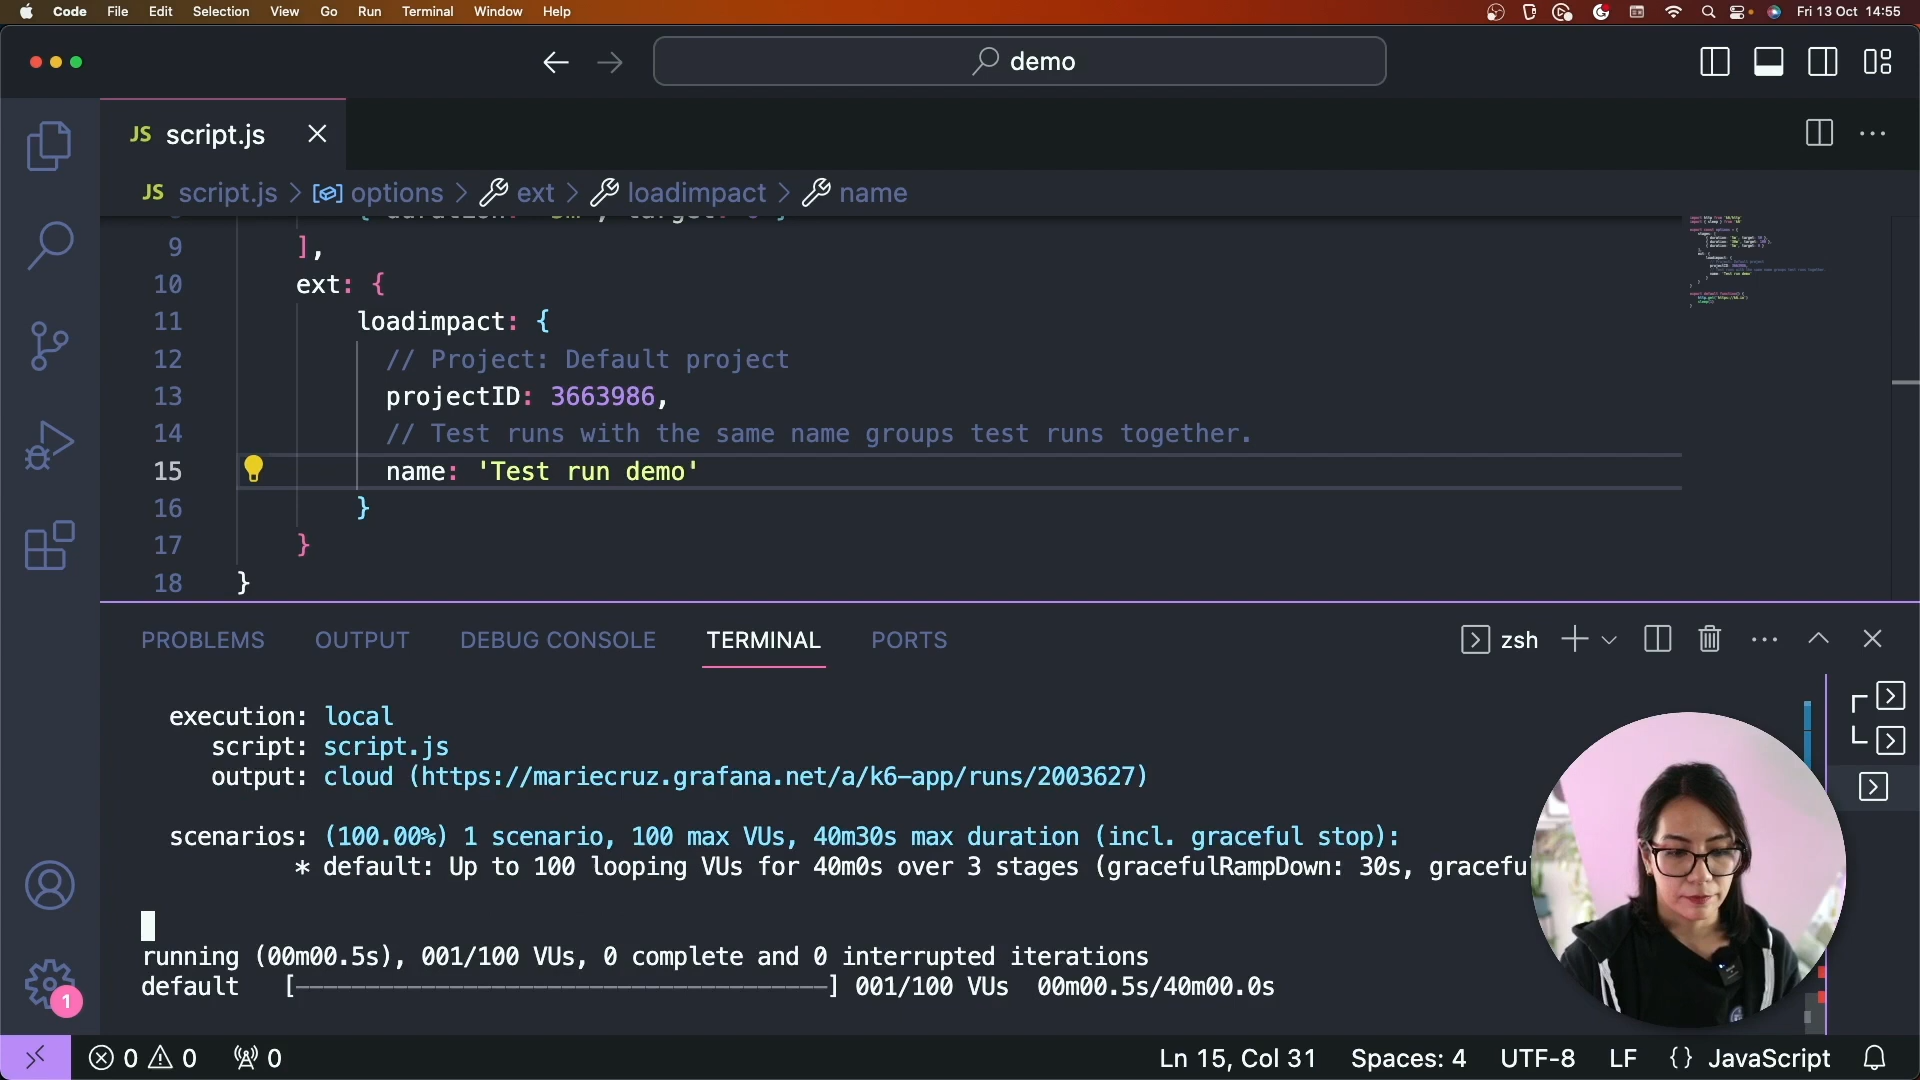 Code File Edit Selection View Go Run Terminal Window Help Fri 13 Oct 14:55
demo
JS script.js
JS script.js > options > ext > loadimpact > name
9 ],
10 ext: {
11 loadimpact: {
12 // Project: Default project
13 projectID: 3663986,
14 // Test runs with the same name groups test runs together.
15 name: 'Test run demo'
16 }
17 }
18 }
PROBLEMS OUTPUT DEBUG CONSOLE TERMINAL PORTS zsh
execution: local
script: script.js
output: cloud (https://mariecruz.grafana.net/a/k6-app/runs/2003627)
scenarios: (100.00%) 1 scenario, 100 max VUs, 40m30s max duration (incl. graceful stop):
* default: Up to 100 looping VUs for 40m0s over 3 stages (gracefulRampDown: 30s, graceful
running (00m00.5s), 001/100 VUs, 0 complete and 0 interrupted iterations
default [--------------------------------------] 001/100 VUs 00m00.5s/40m00.0s
1
0 0 0 Ln 15, Col 31 Spaces: 4 UTF-8 LF {} JavaScript